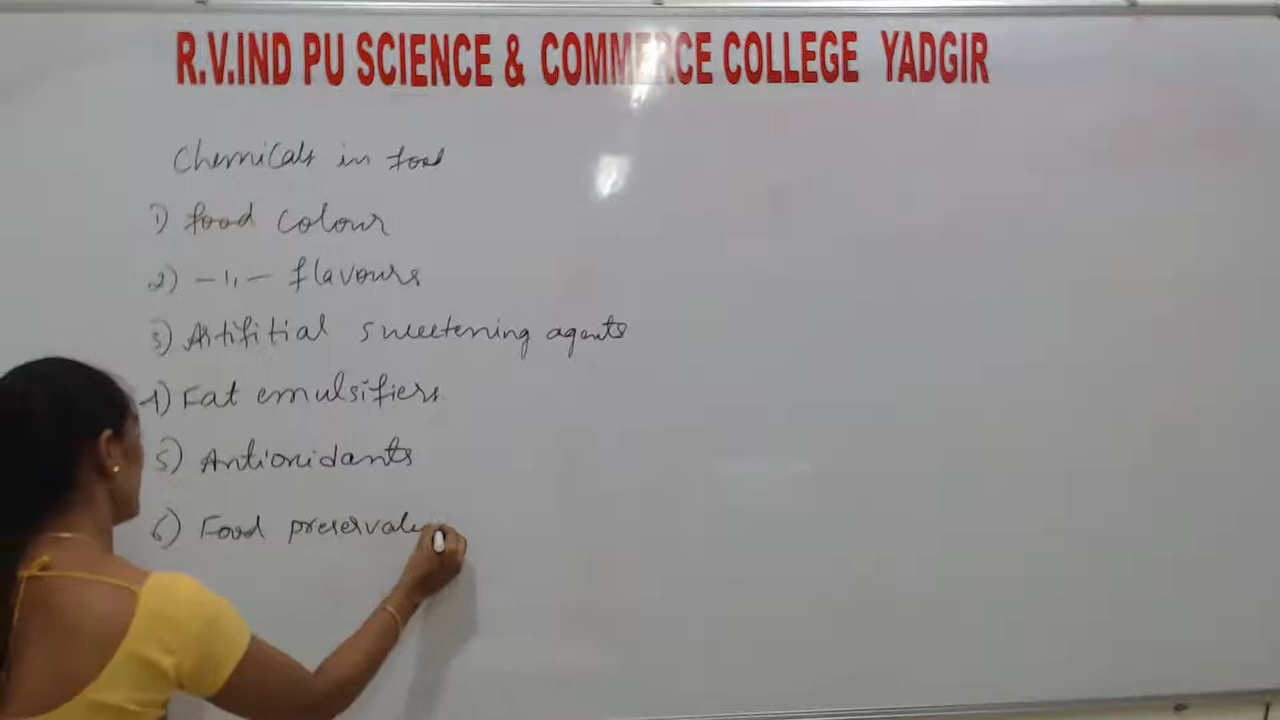 R.V.IND PU SCIENCE & COMMERCE COLLEGE YADGIR
Chemicals in food
1) food colour
2) -〃- flavours
3) Artifitial sweetening agents
4) Fat emulsifiers
5) Antioxidants
6) Food